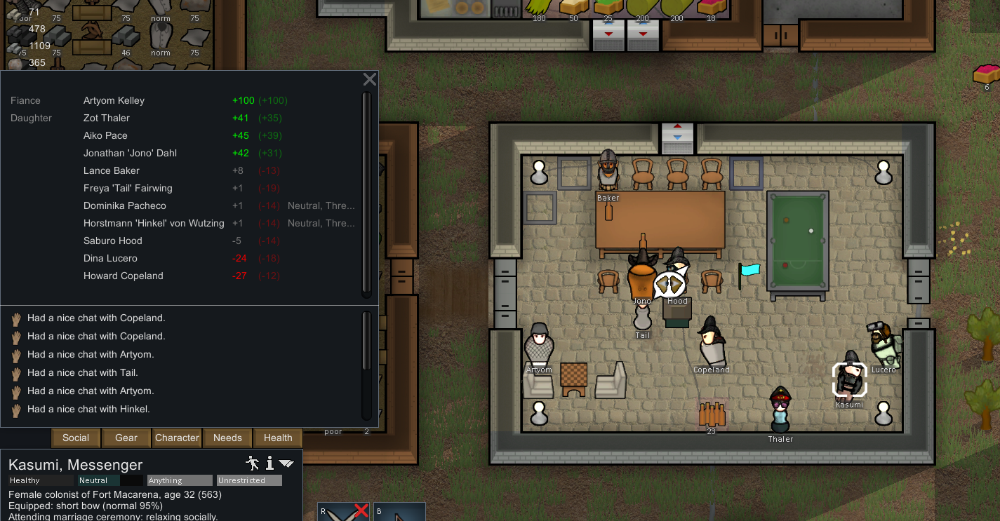 71
poor 75 75 norm 75
478
1109
75 75 46 norm 75
365
180 50 25 200 200 18
6
Fiance Artyom Kelley +100 (+100)
Daughter Zot Thaler +41 (+35)
Aiko Pace +45 (+39)
Jonathan 'Jono' Dahl +42 (+31)
Lance Baker +8 (-13)
Freya 'Tail' Fairwing +1 (-19)
Dominika Pacheco +1 (-14) Neutral, Thre...
Horstmann 'Hinkel' von Wutzing +1 (-14) Neutral, Thre...
Saburo Hood -5 (-14)
Dina Lucero -24 (-18)
Howard Copeland -27 (-12)
Had a nice chat with Copeland.
Had a nice chat with Copeland.
Had a nice chat with Artyom.
Had a nice chat with Tail.
Had a nice chat with Artyom.
Had a nice chat with Hinkel.
poor 2
Social Gear Character Needs Health
Kasumi, Messenger
Healthy Neutral Anything Unrestricted
Female colonist of Fort Macarena, age 32 (563)
Equipped: short bow (normal 95%)
Attending marriage ceremony: relaxing socially.
R B
Baker
Jono Hood
Tail
Artyom Copeland Lucero
Kasumi
23
Thaler